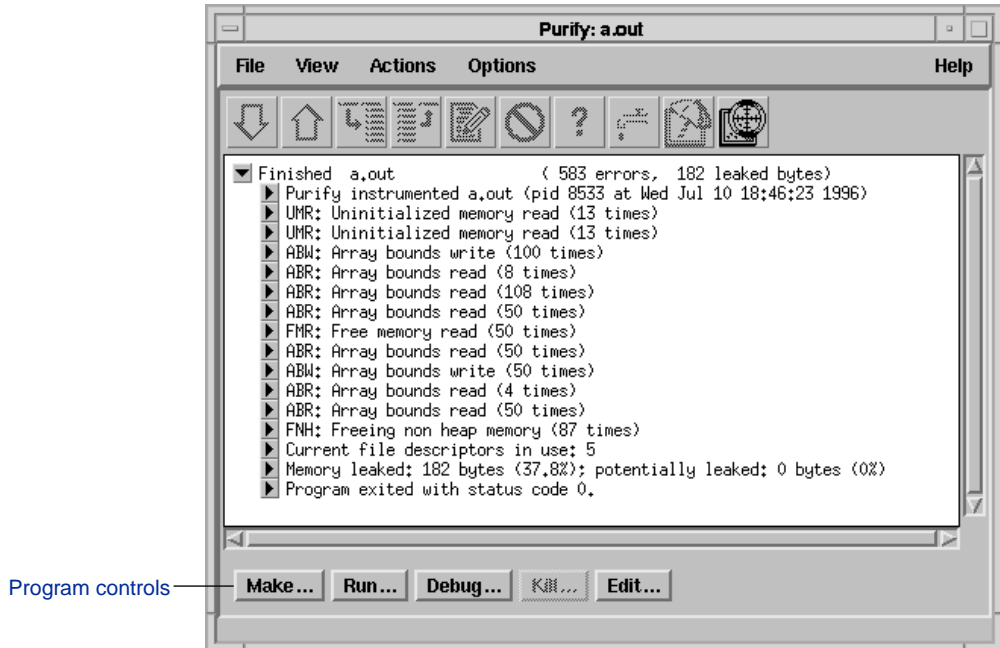 Purify: a.out
File View Actions Options Help
?
Finished a.out ( 583 errors, 182 leaked bytes)
Purify instrumented a.out (pid 8533 at Wed Jul 10 18:46:23 1996)
UMR: Uninitialized memory read (13 times)
UMR: Uninitialized memory read (13 times)
ABW: Array bounds write (100 times)
ABR: Array bounds read (8 times)
ABR: Array bounds read (108 times)
ABR: Array bounds read (50 times)
FMR: Free memory read (50 times)
ABR: Array bounds read (50 times)
ABW: Array bounds write (50 times)
ABR: Array bounds read (4 times)
ABR: Array bounds read (50 times)
FNH: Freeing non heap memory (87 times)
Current file descriptors in use: 5
Memory leaked: 182 bytes (37.8%); potentially leaked: 0 bytes (0%)
Program exited with status code 0.
Program controls
Make... Run... Debug... Kill... Edit...